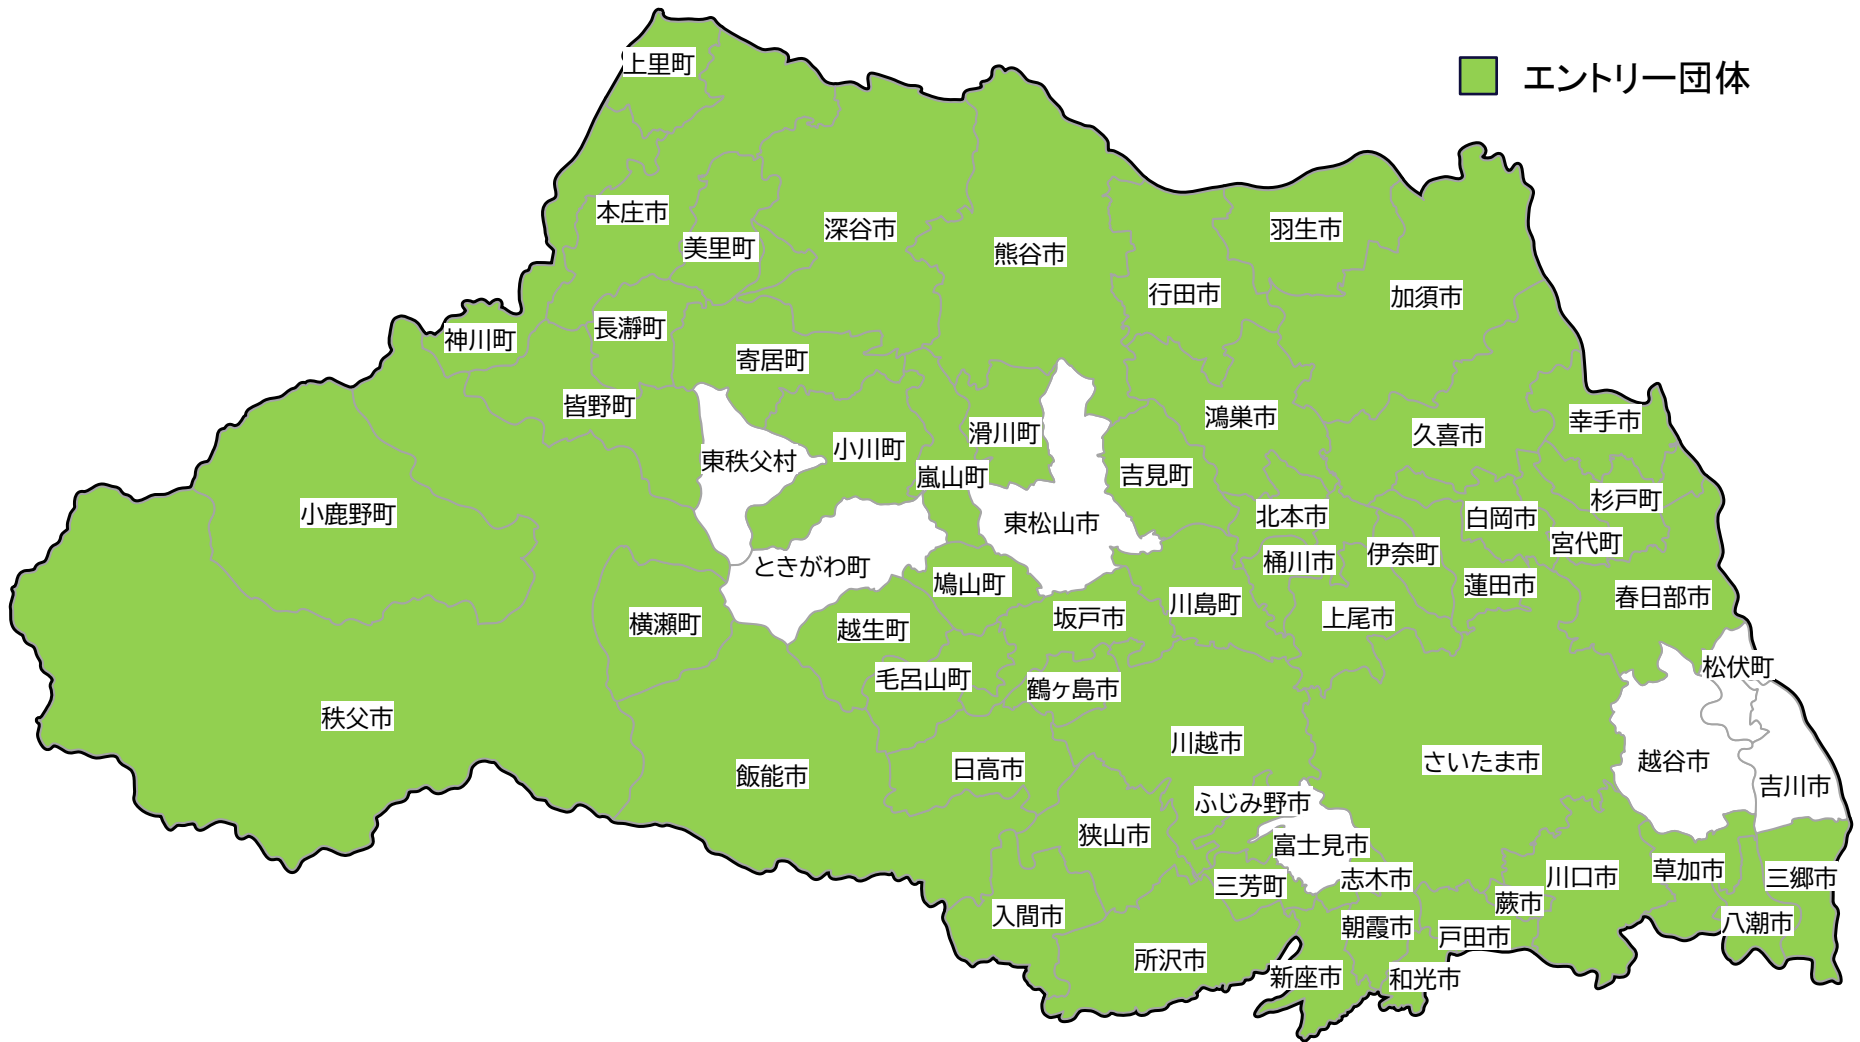 上里町
エントリー団体
本庄市
美里町
深谷市
熊谷市
羽生市
行田市
加須市
神川町
長瀞町
寄居町
皆野町
鴻巣市
幸手市
久喜市
滑川町
小川町
東秩父村
嵐山町
吉見町
小鹿野町
杉戸町
北本市
白岡市
東松山市
宮代町
伊奈町
桶川市
ときがわ町
鳩山町
蓮田市
春日部市
川島町
坂戸市
上尾市
横瀬町
越生町
松伏町
毛呂山町
鶴ヶ島市
秩父市
川越市
さいたま市
越谷市
日高市
飯能市
吉川市
ふじみ野市
狭山市
富士見市
草加市
川口市
三郷市
志木市
三芳町
蕨市
入間市
八潮市
朝霞市
戸田市
所沢市
新座市
和光市